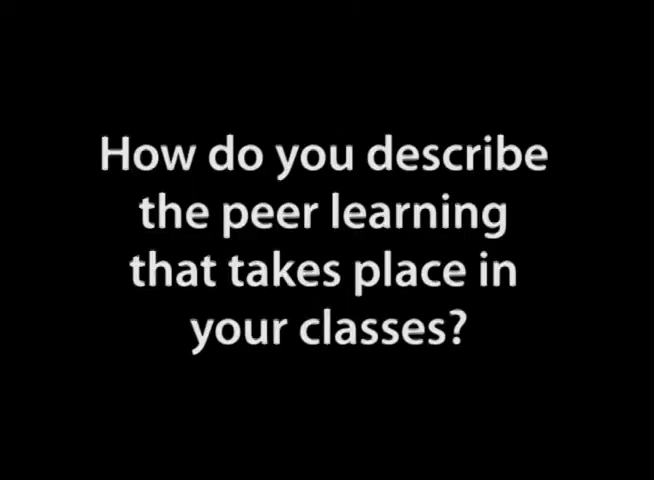 How do you describe
the peer learning
that takes place in
your classes?